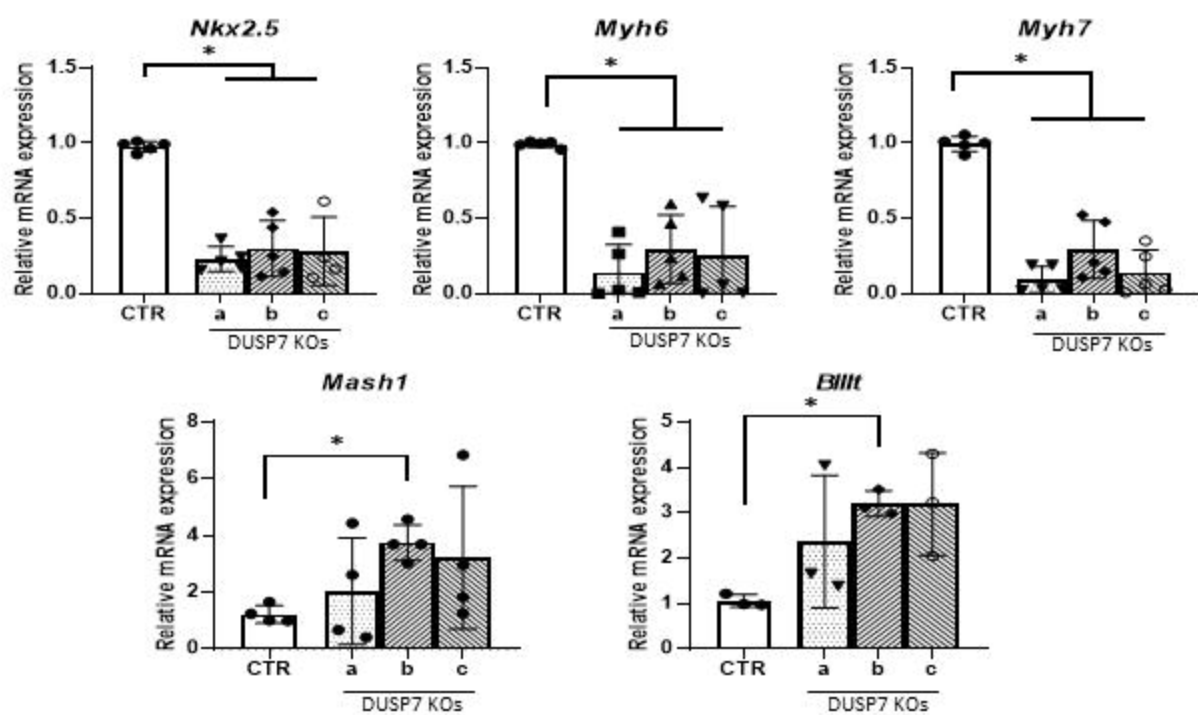 Nkx2.5
Myh6
Myh7
*
*
*
Relative mRNA expression
1.5
1.0
0.5
0.0
CTR
a
b
c
DUSP7 KOs
Relative mRNA expression
1.5
1.0
0.5
0.0
CTR
a
b
c
DUSP7 KOs
Relative mRNA expression
1.5
1.0
0.5
0.0
CTR
a
b
c
DUSP7 KOs
Mash1
*
Relative mRNA expression
8
6
4
2
0
CTR
a
b
c
DUSP7 KOs
BIIIt
*
Relative mRNA expression
5
4
3
2
1
0
CTR
a
b
c
DUSP7 KOs